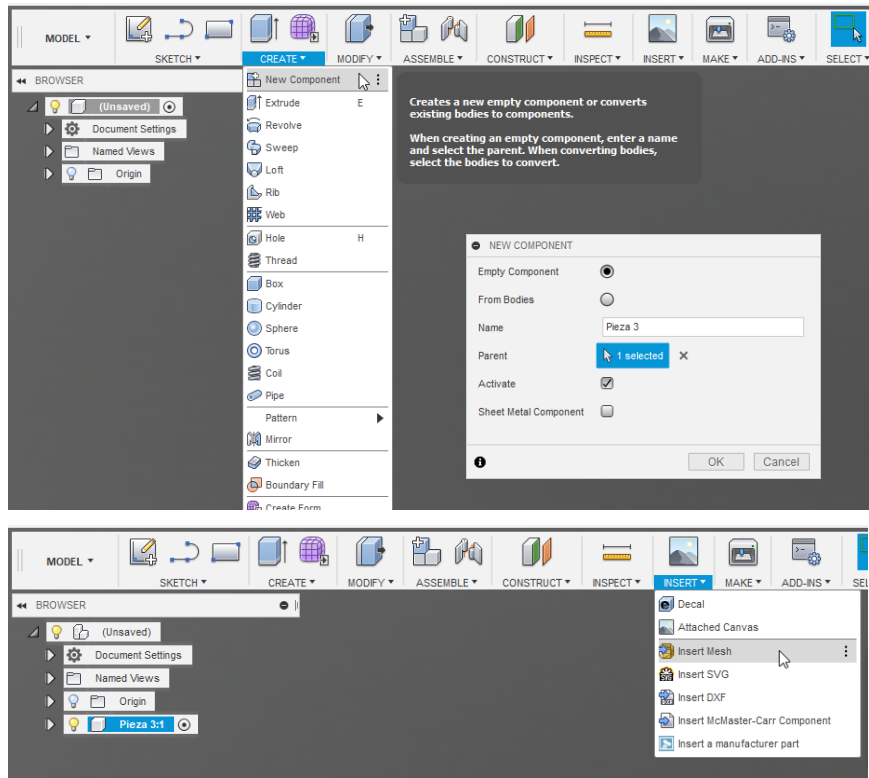 MODEL
SKETCH
CREATE
MODIFY
ASSEMBLE
CONSTRUCT
INSPECT
INSERT
MAKE
ADD-INS
SELECT
BROWSER
(Unsaved)
Document Settings
Named Views
Origin
New Component
Extrude E
Revolve
Sweep
Loft
Rib
Web
Hole H
Thread
Box
Cylinder
Sphere
Torus
Coil
Pipe
Pattern
Mirror
Thicken
Boundary Fill
Create Form
Creates a new empty component or converts
existing bodies to components.
When creating an empty component, enter a name
and select the parent. When converting bodies,
select the bodies to convert.
NEW COMPONENT
Empty Component
From Bodies
Name Pieza 3
Parent 1 selected
Activate
Sheet Metal Component
OK Cancel
MODEL
SKETCH
CREATE
MODIFY
ASSEMBLE
CONSTRUCT
INSPECT
INSERT
MAKE
ADD-INS
SEL
BROWSER
(Unsaved)
Document Settings
Named Views
Origin
Pieza 3:1
Decal
Attached Canvas
Insert Mesh
Insert SVG
Insert DXF
Insert McMaster-Carr Component
Insert a manufacturer part